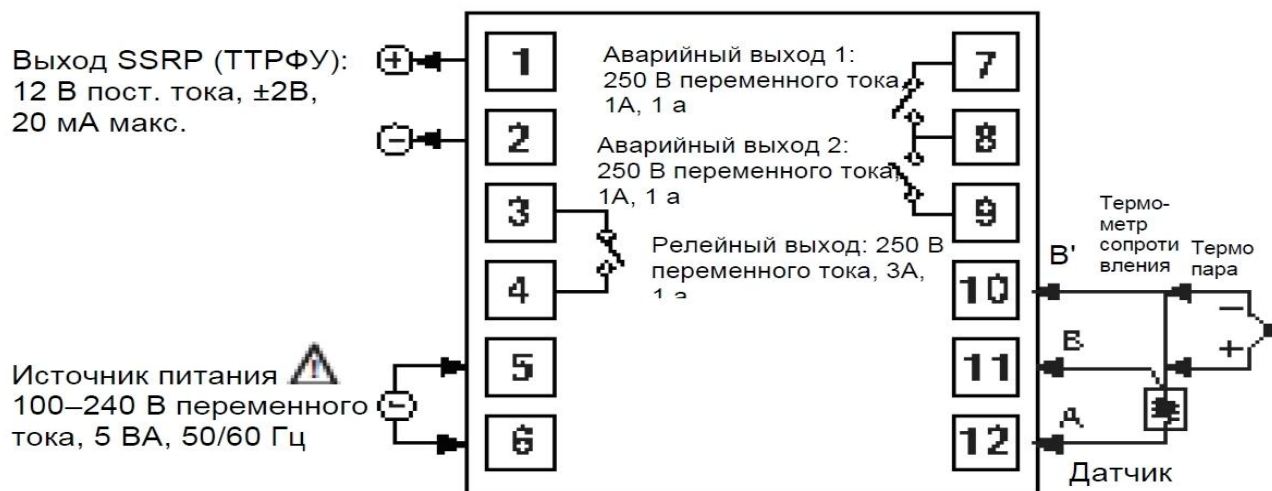 Выход SSRP (ТТРФУ):
12 В пост. тока, ±2В,
20 мА макс.
+
−
1
2
3
4
5
6
Источник питания
100–240 В переменного
тока, 5 ВА, 50/60 Гц
Аварийный выход 1:
250 В переменного тока
1А, 1 а
Аварийный выход 2:
250 В переменного тока,
1А, 1 а
Релейный выход: 250 В
переменного тока, 3А,
1 а
7
8
9
10
11
12
Термо-
метр
сопроти
вления
Термо
пара
B'
B
A
−
+
Датчик